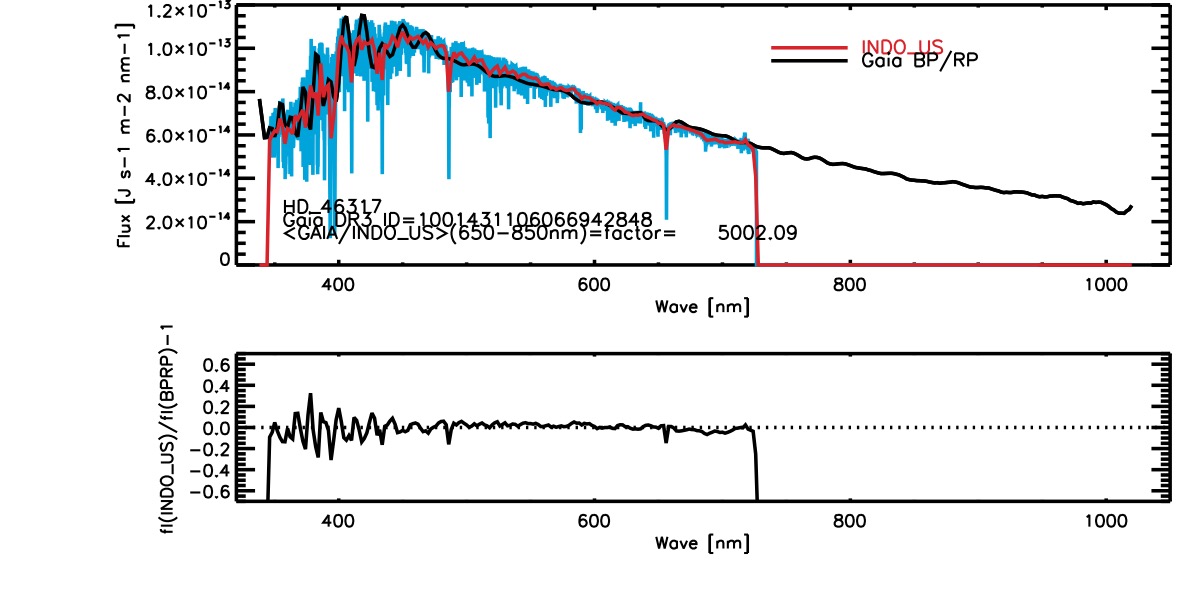 1.2×10⁻¹³
1.0×10⁻¹³
8.0×10⁻¹⁴
6.0×10⁻¹⁴
4.0×10⁻¹⁴
2.0×10⁻¹⁴
0
Flux [J s−1 m−2 nm−1]
INDO_US
Gaia BP/RP
HD_46317
Gaia DR3 ID=1001431106066942848
<GAIA/INDO_US>(650−850nm)=factor= 5002.09
400 600 800 1000
Wave [nm]
fl(INDO_US)/fl(BPRP)−1
0.6
0.4
0.2
0.0
−0.2
−0.4
−0.6
400 600 800 1000
Wave [nm]